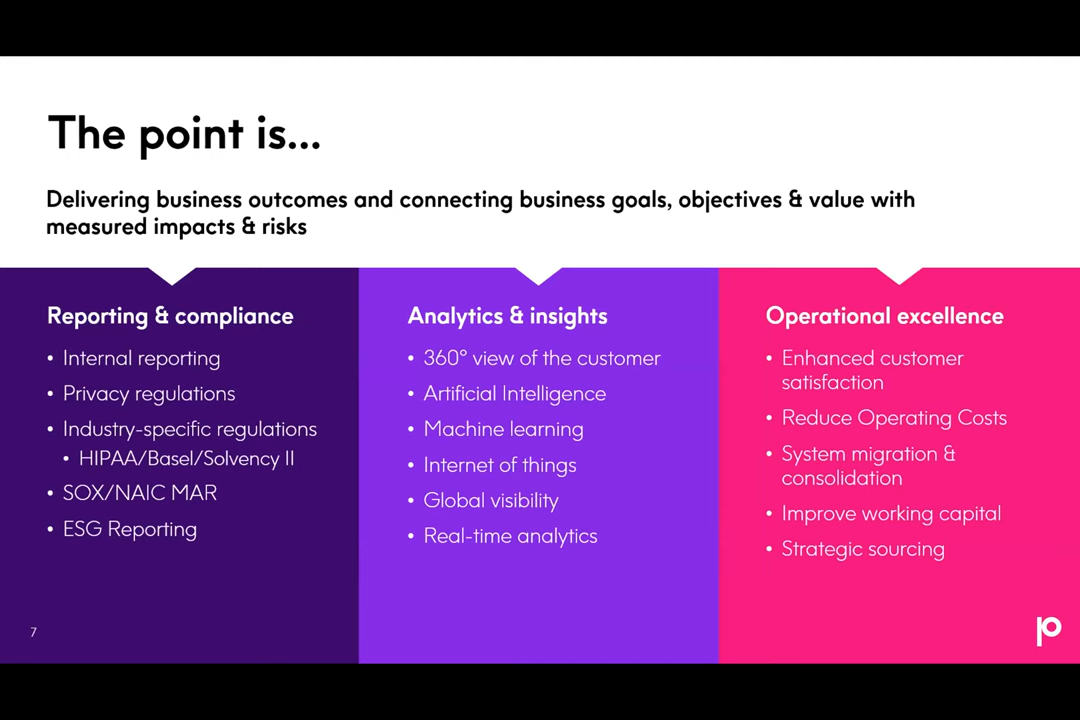 The point is...
Delivering business outcomes and connecting business goals, objectives & value with
measured impacts & risks
Reporting & compliance
• Internal reporting
• Privacy regulations
• Industry-specific regulations
• HIPAA/Basel/Solvency II
• SOX/NAIC MAR
• ESG Reporting
Analytics & insights
• 360° view of the customer
• Artificial Intelligence
• Machine learning
• Internet of things
• Global visibility
• Real-time analytics
Operational excellence
• Enhanced customer
satisfaction
• Reduce Operating Costs
• System migration &
consolidation
• Improve working capital
• Strategic sourcing
7
p